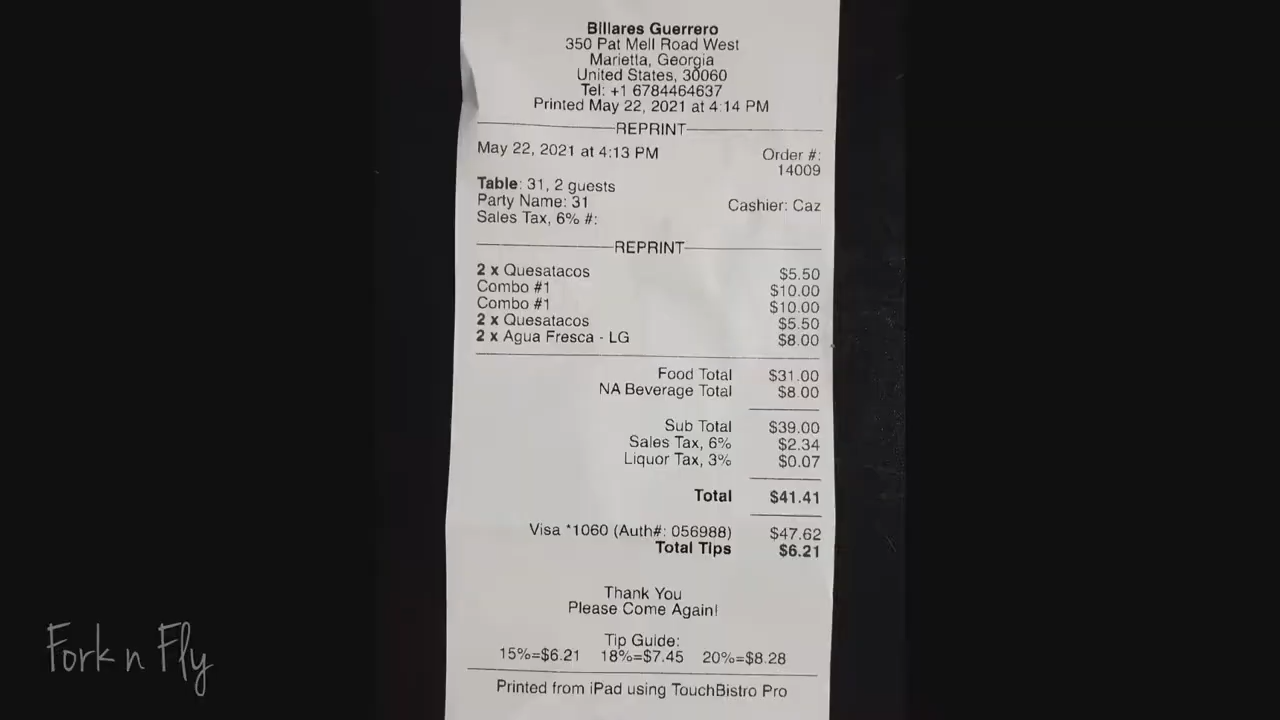 Billares Guerrero
350 Pat Mell Road West
Marietta, Georgia
United States, 30060
Tel: +1 6784464637
Printed May 22, 2021 at 4:14 PM
REPRINT
May 22, 2021 at 4:13 PM
Order #:
14009
Table: 31, 2 guests
Party Name: 31
Cashier: Caz
Sales Tax, 6% #:
REPRINT
2 x Quesatacos $5.50
Combo #1 $10.00
Combo #1 $10.00
2 x Quesatacos $5.50
2 x Agua Fresca - LG $8.00
Food Total $31.00
NA Beverage Total $8.00
Sub Total $39.00
Sales Tax, 6% $2.34
Liquor Tax, 3% $0.07
Total $41.41
Visa *1060 (Auth#: 056988) $47.62
Total Tips $6.21
Thank You
Please Come Again!
Tip Guide:
15%=$6.21 18%=$7.45 20%=$8.28
Printed from iPad using TouchBistro Pro
Fork n Fly